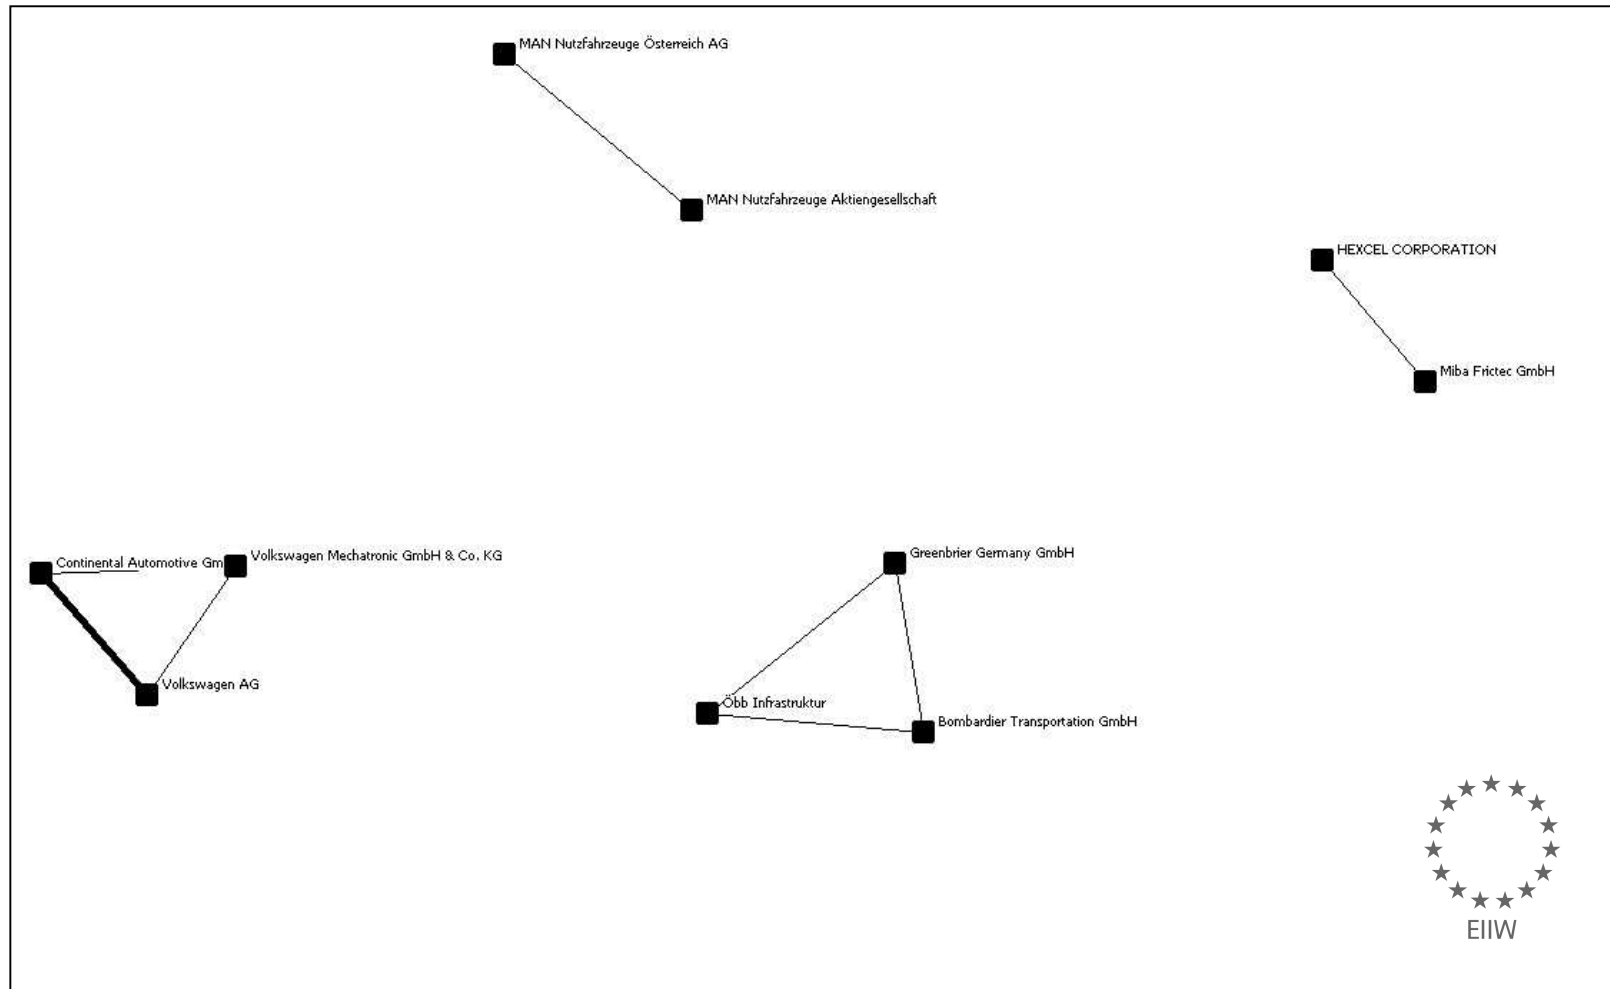 MAN Nutzfahrzeuge Österreich AG
MAN Nutzfahrzeuge Aktiengesellschaft
HEXCEL CORPORATION
Miba Frictec GmbH
Continental Automotive Gm
Volkswagen Mechatronic GmbH & Co. KG
Volkswagen AG
Greenbrier Germany GmbH
Öbb Infrastruktur
Bombardier Transportation GmbH
EIIW